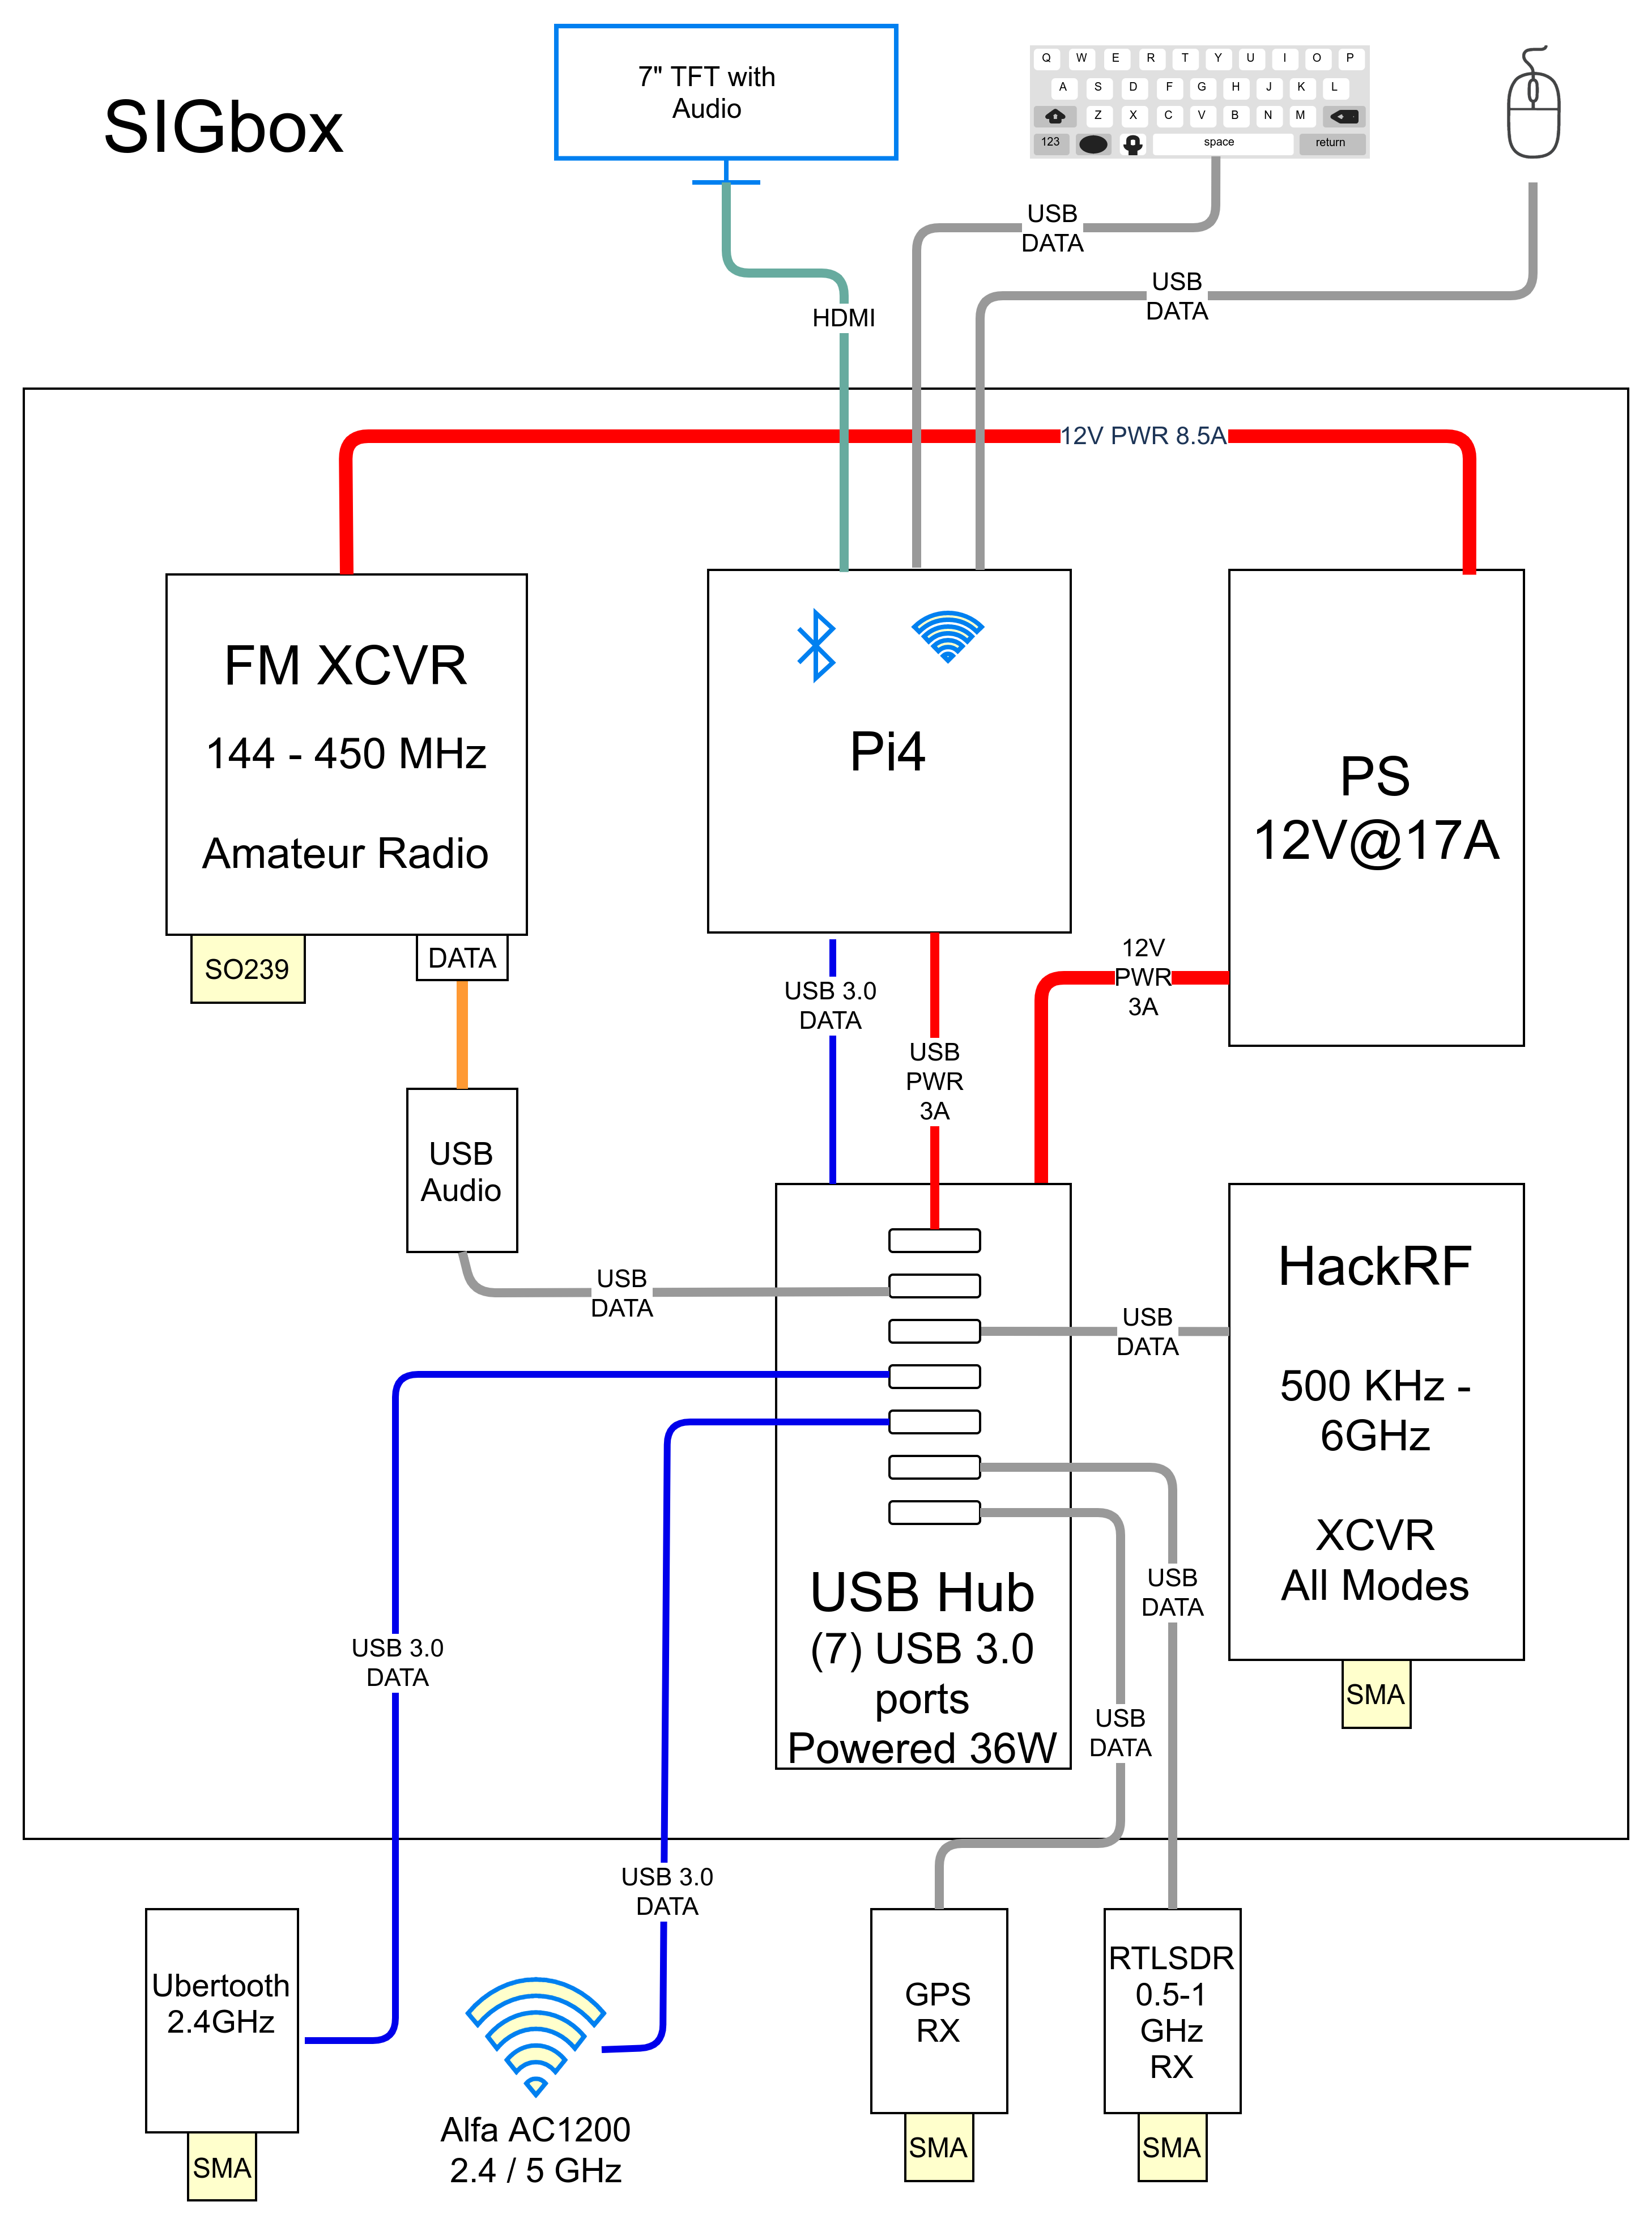 SIGbox
7" TFT with
Audio
Q W E R T Y U I O P
A S D F G H J K L
Z X C V B N M
123 space return
USB
DATA
USB
DATA
HDMI
12V PWR 8.5A
FM XCVR
144 - 450 MHz
Amateur Radio
SO239
DATA
Pi4
PS
12V@17A
12V
PWR
3A
USB 3.0
DATA
USB
PWR
3A
USB
Audio
USB
DATA
USB
DATA
HackRF
500 KHz -
6GHz
XCVR
All Modes
SMA
USB Hub
(7) USB 3.0
ports
Powered 36W
USB
DATA
USB
DATA
USB 3.0
DATA
USB 3.0
DATA
Ubertooth
2.4GHz
SMA
Alfa AC1200
2.4 / 5 GHz
GPS
RX
SMA
RTLSDR
0.5-1
GHz
RX
SMA